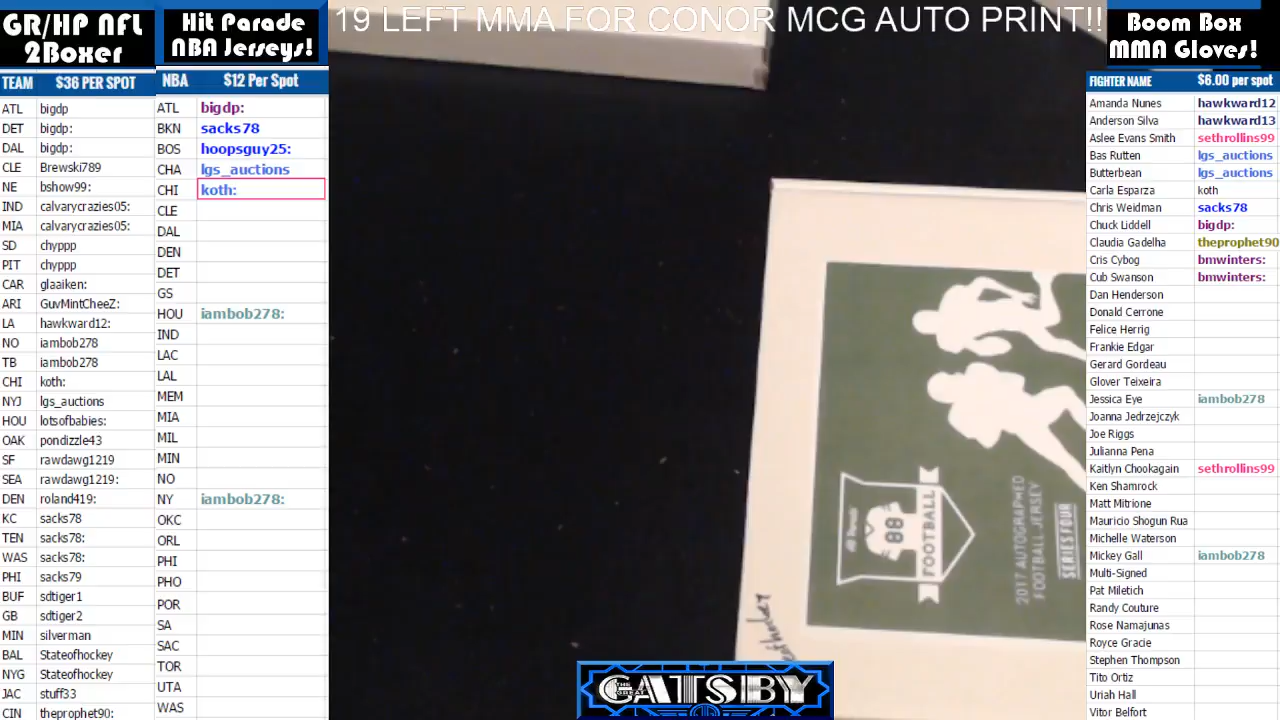 19 LEFT MMA FOR CONOR MCG AUTO PRINT!!
GR/HP NFL
2Boxer
TEAM $36 PER SPOT
ATL bigdp
DET bigdp:
DAL bigdp:
CLE Brewski789
NE bshow99:
IND calvarycrazies05:
MIA calvarycrazies05:
SD chyppp
PIT chyppp
CAR glaaiken:
ARI GuvMintCheeZ:
LA hawkward12:
NO iambob278
TB iambob278
CHI koth:
NYJ lgs_auctions
HOU lotsofbabies:
OAK pondizzle43
SF rawdawg1219
SEA rawdawg1219:
DEN roland419:
KC sacks78
TEN sacks78:
WAS sacks78:
PHI sacks79
BUF sdtiger1
GB sdtiger2
MIN silverman
BAL Stateofhockey
NYG Stateofhockey
JAC stuff33
CIN theprophet90:
Hit Parade
NBA Jerseys!
NBA $12 Per Spot
ATL bigdp:
BKN sacks78
BOS hoopsguy25:
CHA lgs_auctions
CHI koth:
CLE
DAL
DEN
DET
GS
HOU iambob278:
IND
LAC
LAL
MEM
MIA
MIL
MIN
NO
NY iambob278:
OKC
ORL
PHI
PHO
POR
SA
SAC
TOR
UTA
WAS
88
FOOTBALL
2017 AUTOGRAPHED
FOOTBALL JERSEY
SERIES FOUR
THE GREAT
GATSBY
Boom Box
MMA Gloves!
FIGHTER NAME $6.00 per spot
Amanda Nunes hawkward12
Anderson Silva hawkward13
Aslee Evans Smith sethrollins99
Bas Rutten lgs_auctions
Butterbean lgs_auctions
Carla Esparza koth
Chris Weidman sacks78
Chuck Liddell bigdp:
Claudia Gadelha theprophet90
Cris Cybog bmwinters:
Cub Swanson bmwinters:
Dan Henderson
Donald Cerrone
Felice Herrig
Frankie Edgar
Gerard Gordeau
Glover Teixeira
Jessica Eye iambob278
Joanna Jedrzejczyk
Joe Riggs
Julianna Pena
Kaitlyn Chookagain sethrollins99
Ken Shamrock
Matt Mitrione
Mauricio Shogun Rua
Michelle Waterson
Mickey Gall iambob278
Multi-Signed
Pat Miletich
Randy Couture
Rose Namajunas
Royce Gracie
Stephen Thompson
Tito Ortiz
Uriah Hall
Vitor Belfort